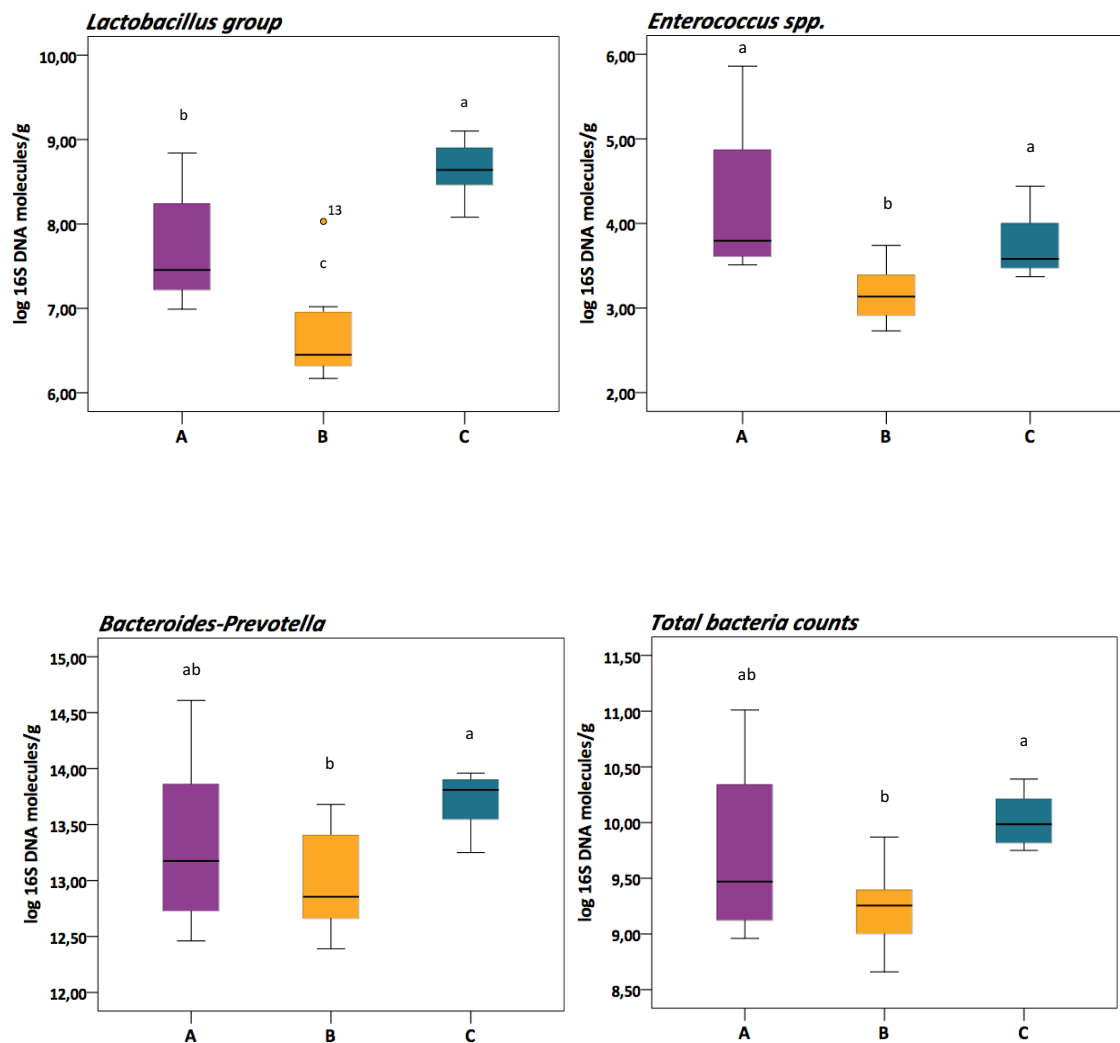 Lactobacillus group
log 16S DNA molecules/g
10,00
9,00
8,00
7,00
6,00
b
13
c
a
A B C
Enterococcus spp.
log 16S DNA molecules/g
6,00
5,00
4,00
3,00
2,00
a
b
a
A B C
Bacteroides-Prevotella
log 16S DNA molecules/g
15,00
14,50
14,00
13,50
13,00
12,50
12,00
ab
b
a
A B C
Total bacteria counts
log 16S DNA molecules/g
11,50
11,00
10,50
10,00
9,50
9,00
8,50
ab
b
a
A B C